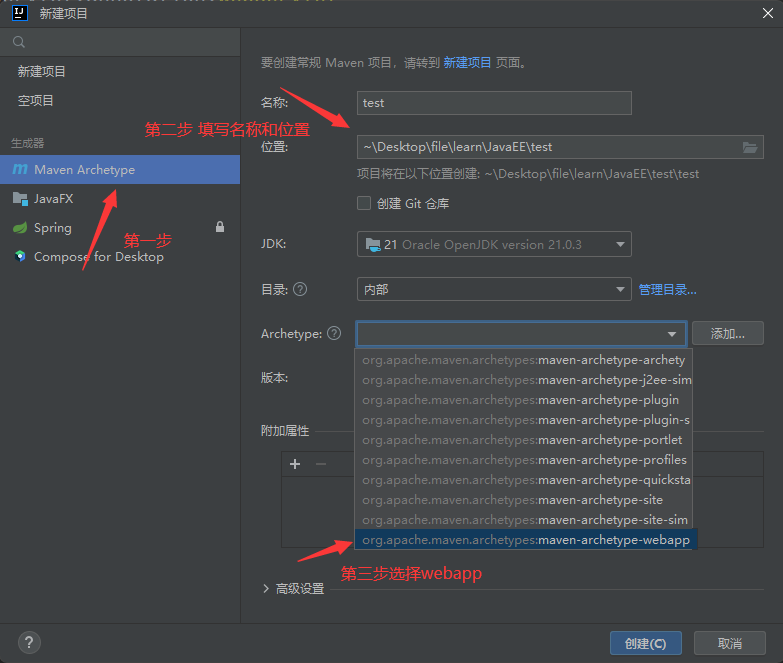 IJ 新建项目
新建项目
空项目
生成器
m Maven Archetype
JavaFX
Spring
Compose for Desktop
第一步
要创建常规 Maven 项目，请转到 新建项目 页面。
名称: test
第二步 填写名称和位置
位置: ~\Desktop\file\learn\JavaEE\test
项目将在以下位置创建: ~\Desktop\file\learn\JavaEE\test\test
创建 Git 仓库
JDK: 21 Oracle OpenJDK version 21.0.3
目录: ? 内部 管理目录...
Archetype: ? 添加...
org.apache.maven.archetypes:maven-archetype-archety
版本:
org.apache.maven.archetypes:maven-archetype-j2ee-sim
org.apache.maven.archetypes:maven-archetype-plugin
org.apache.maven.archetypes:maven-archetype-plugin-s
附加属性
org.apache.maven.archetypes:maven-archetype-portlet
org.apache.maven.archetypes:maven-archetype-profiles
org.apache.maven.archetypes:maven-archetype-quicksta
org.apache.maven.archetypes:maven-archetype-site
org.apache.maven.archetypes:maven-archetype-site-sim
org.apache.maven.archetypes:maven-archetype-webapp
第三步选择webapp
高级设置
? 创建(C) 取消